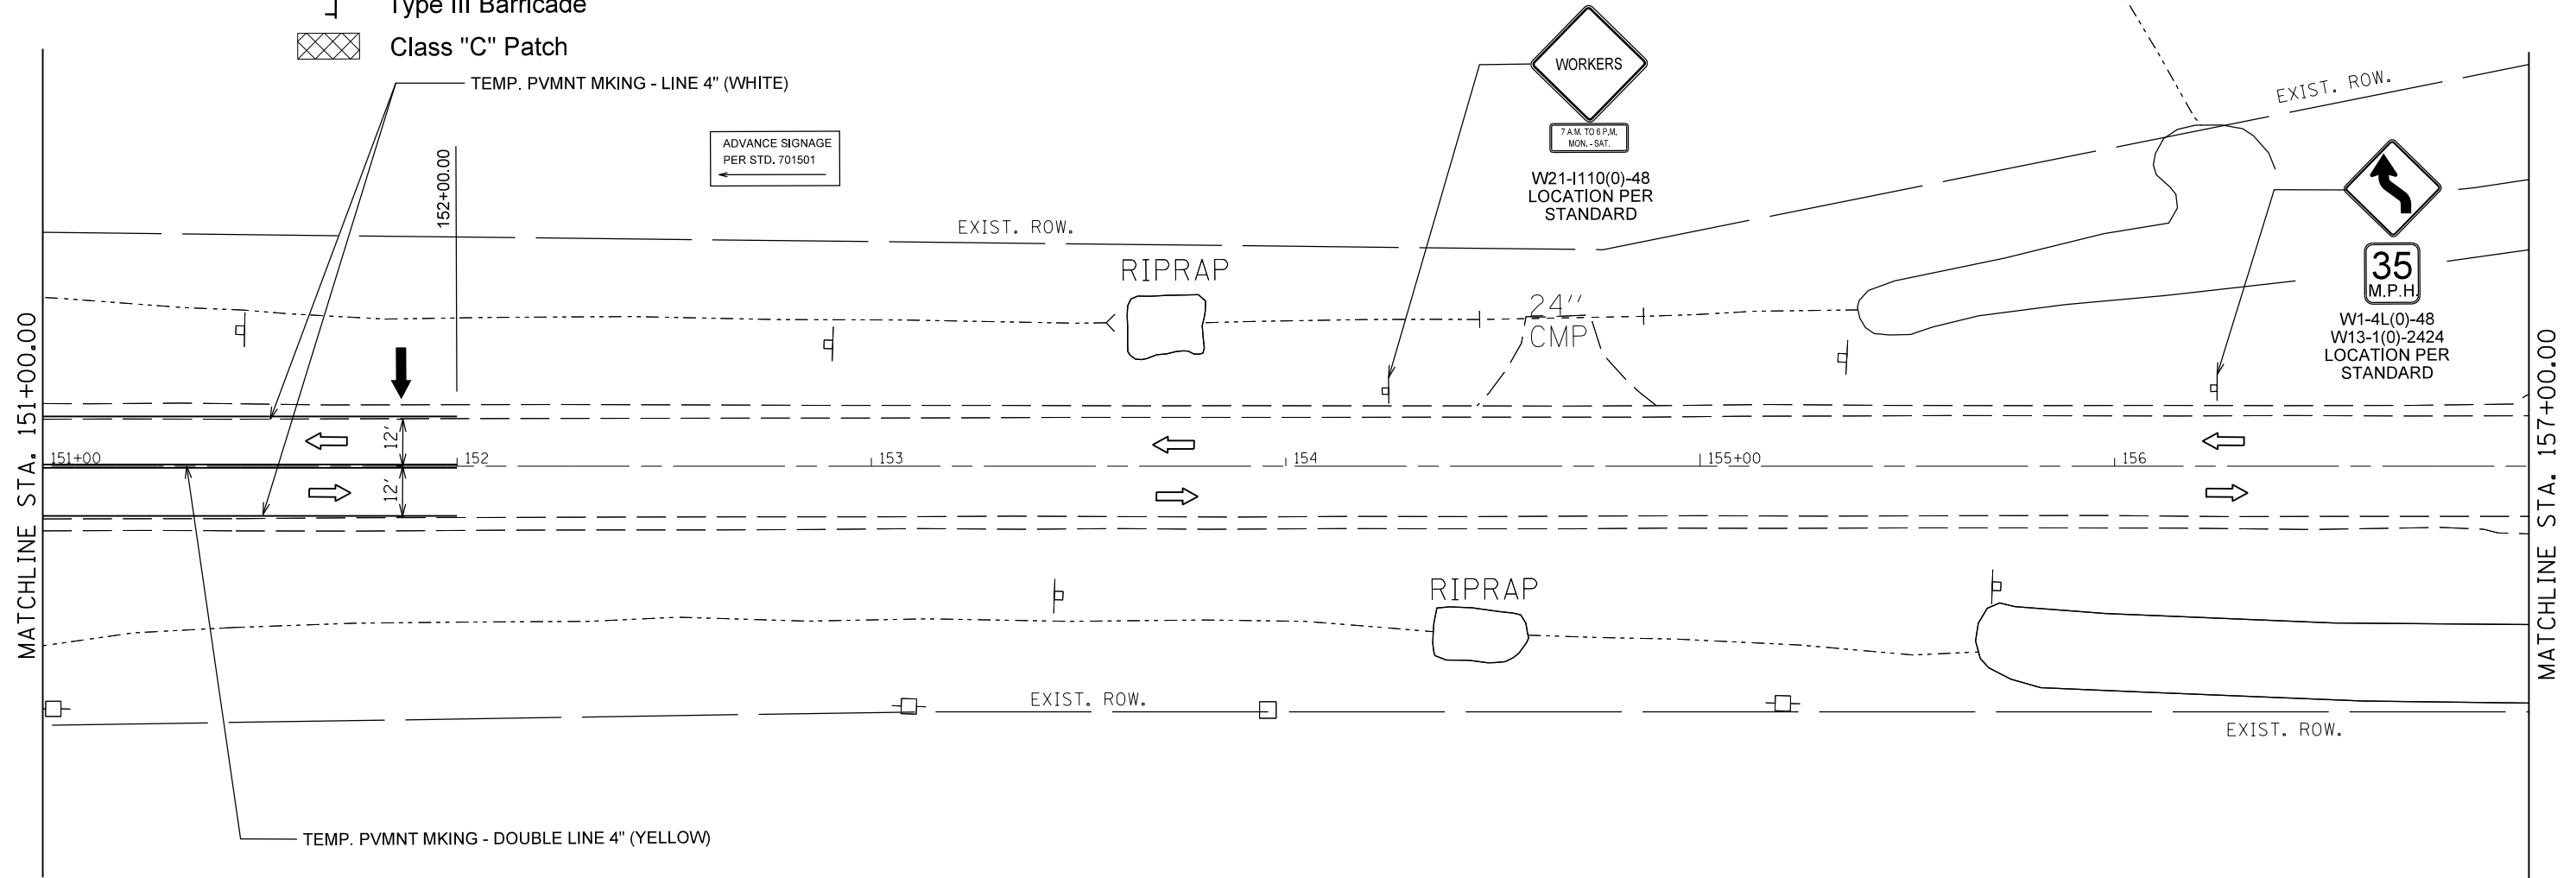 Type III Barricade
Class "C" Patch
TEMP. PVMNT MKING - LINE 4" (WHITE)
ADVANCE SIGNAGE
PER STD. 701501
152+00.00
WORKERS
7 A.M. TO 6 P.M.
MON. - SAT.
W21-I110(0)-48
LOCATION PER
STANDARD
EXIST. ROW.
EXIST. ROW.
35
M.P.H.
W1-4L(0)-48
W13-1(0)-2424
LOCATION PER
STANDARD
RIPRAP
24''
CMP
MATCHLINE STA. 151+00.00
MATCHLINE STA. 157+00.00
12'
12'
151+00
152
153
154
155+00
156
RIPRAP
EXIST. ROW.
EXIST. ROW.
TEMP. PVMNT MKING - DOUBLE LINE 4" (YELLOW)